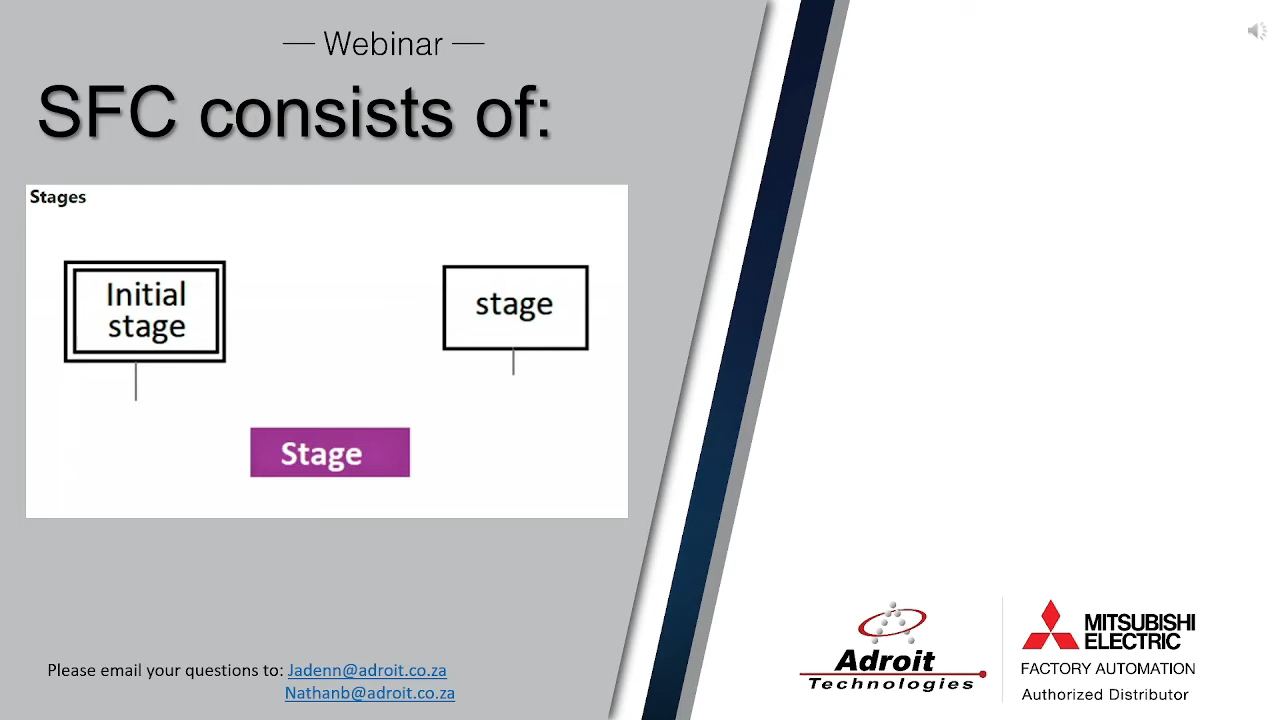 — Webinar —
SFC consists of:
Stages
Initial
stage
stage
Stage
Please email your questions to: Jadenn@adroit.co.za
Nathanb@adroit.co.za
Adroit
Technologies
MITSUBISHI
ELECTRIC
FACTORY AUTOMATION
Authorized Distributor